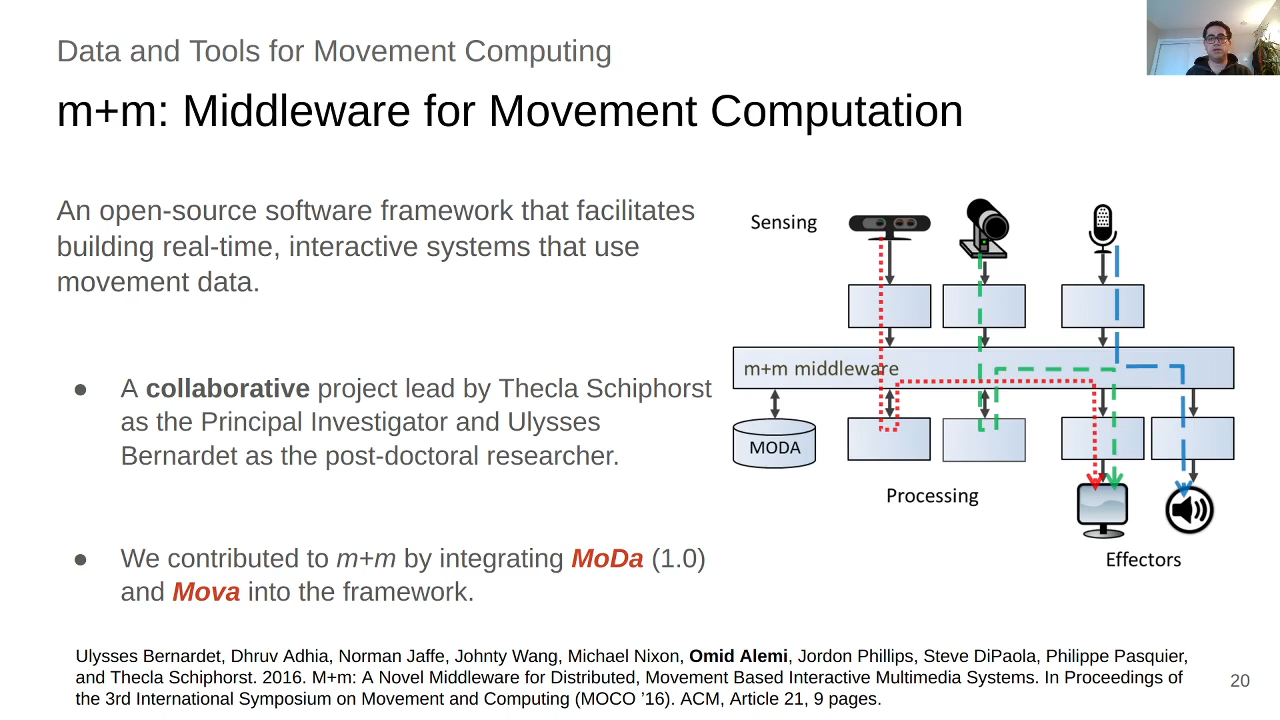 Data and Tools for Movement Computing
m+m: Middleware for Movement Computation
An open-source software framework that facilitates
building real-time, interactive systems that use
movement data.
● A collaborative project lead by Thecla Schiphorst
as the Principal Investigator and Ulysses
Bernardet as the post-doctoral researcher.
● We contributed to m+m by integrating MoDa (1.0)
and Mova into the framework.
Sensing
m+m middleware
MODA
Processing
Effectors
Ulysses Bernardet, Dhruv Adhia, Norman Jaffe, Johnty Wang, Michael Nixon, Omid Alemi, Jordon Phillips, Steve DiPaola, Philippe Pasquier,
and Thecla Schiphorst. 2016. M+m: A Novel Middleware for Distributed, Movement Based Interactive Multimedia Systems. In Proceedings of
the 3rd International Symposium on Movement and Computing (MOCO ’16). ACM, Article 21, 9 pages.
20